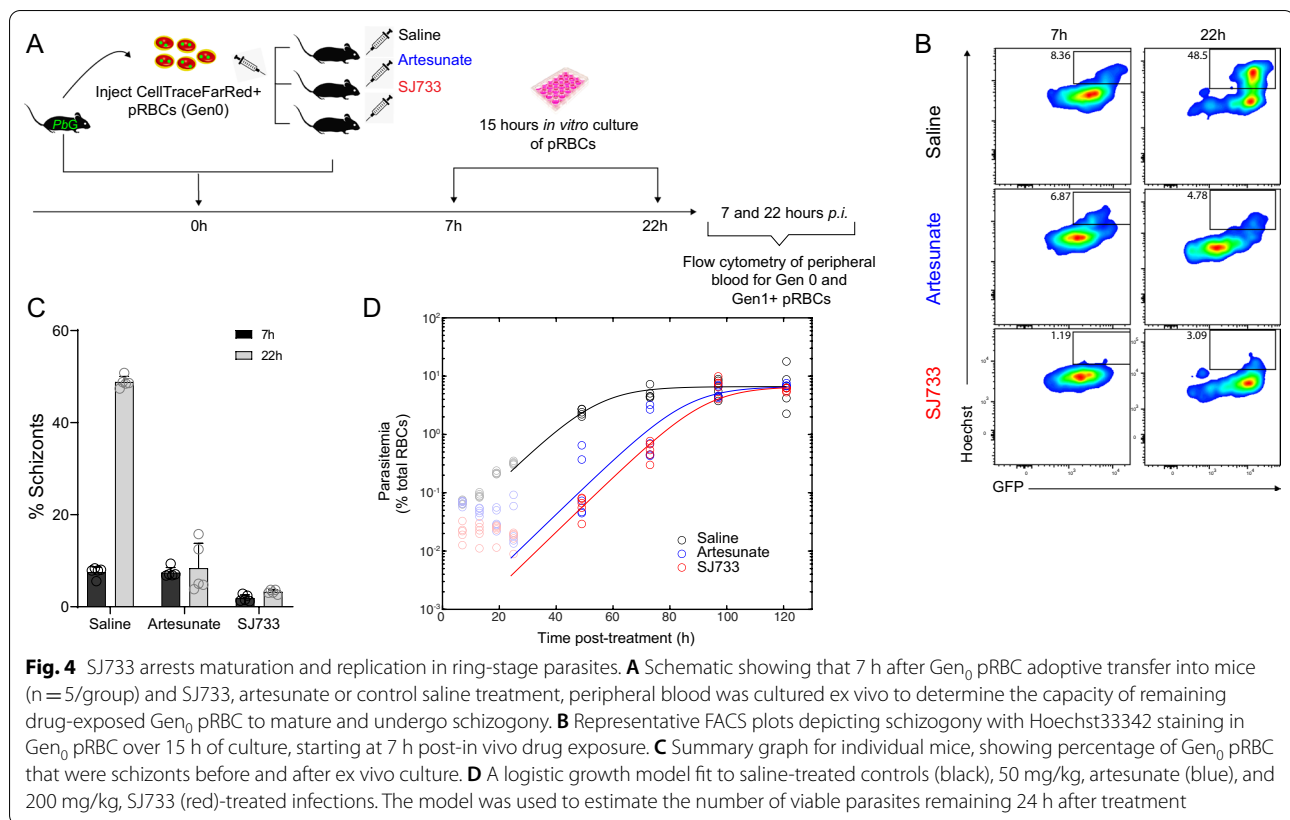 A
Saline
Artesunate
SJ733
Inject CellTraceFarRed+
pRBCs (Gen0)
PbG
15 hours in vitro culture
of pRBCs
0h
7h
22h
7 and 22 hours p.i.
Flow cytometry of peripheral
blood for Gen 0 and
Gen1+ pRBCs
B
7h
22h
Saline
8.36
48.5
Artesunate
6.87
4.78
SJ733
1.19
3.09
Hoechst
GFP
C
60
40
20
0
% Schizonts
7h
22h
Saline
Artesunate
SJ733
D
10²
10¹
10⁰
10⁻¹
10⁻²
10⁻³
Parasitemia
(% total RBCs)
Saline
Artesunate
SJ733
0
20
40
60
80
100
120
Time post-treatment (h)
Fig. 4 SJ733 arrests maturation and replication in ring-stage parasites. A Schematic showing that 7 h after Gen₀ pRBC adoptive transfer into mice
(n = 5/group) and SJ733, artesunate or control saline treatment, peripheral blood was cultured ex vivo to determine the capacity of remaining
drug-exposed Gen₀ pRBC to mature and undergo schizogony. B Representative FACS plots depicting schizogony with Hoechst33342 staining in
Gen₀ pRBC over 15 h of culture, starting at 7 h post-in vivo drug exposure. C Summary graph for individual mice, showing percentage of Gen₀ pRBC
that were schizonts before and after ex vivo culture. D A logistic growth model fit to saline-treated controls (black), 50 mg/kg, artesunate (blue), and
200 mg/kg, SJ733 (red)-treated infections. The model was used to estimate the number of viable parasites remaining 24 h after treatment